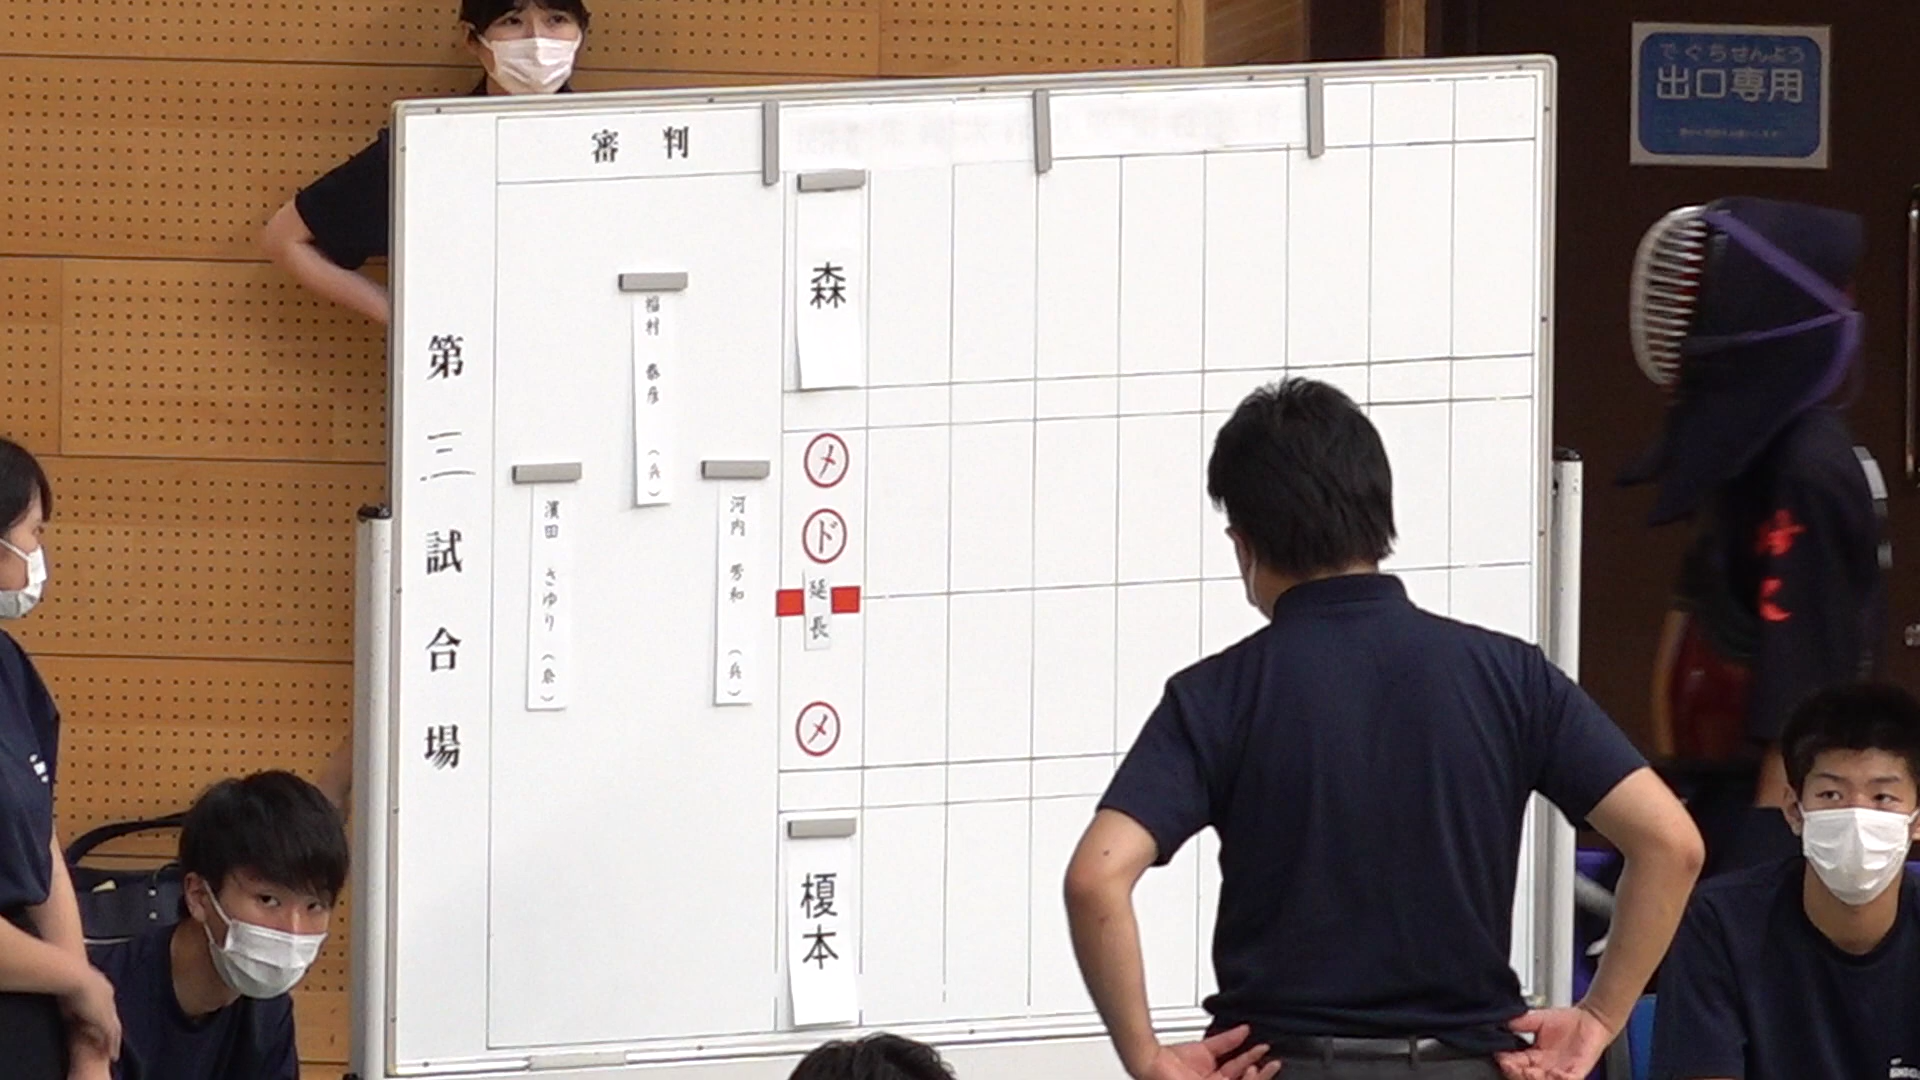 でぐちせんよう
出口専用
審判
第三試合場
福村 泰彦 （兵）
濱田 さゆり （奈）
河内 秀和 （兵）
森
メ
ド
延長
メ
榎本